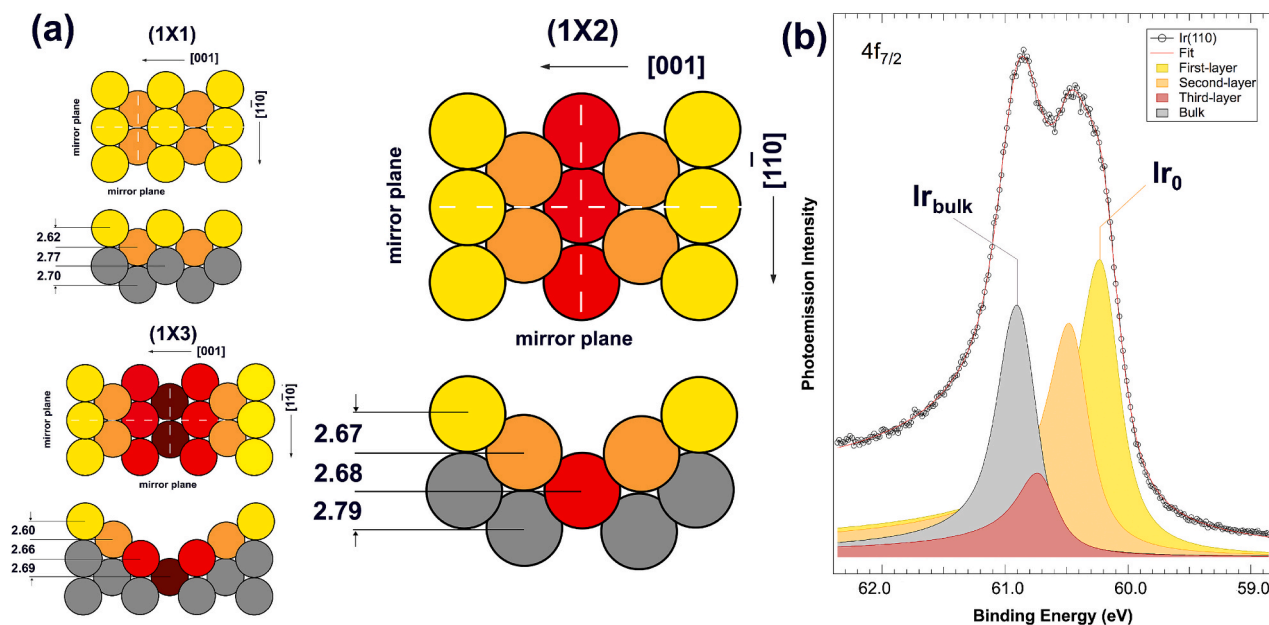 (a)
(1X1)
[001]
[1̄10]
mirror plane
mirror plane
2.62
2.77
2.70
(1X3)
[001]
[1̄10]
mirror plane
mirror plane
2.60
2.66
2.69
(1X2)
[001]
[1̄10]
mirror plane
mirror plane
2.67
2.68
2.79
(b)
4f7/2
Ir(110)
Fit
First-layer
Second-layer
Third-layer
Bulk
Irbulk
Ir0
Photoemission Intensity
62.0
61.0
60.0
59.0
Binding Energy (eV)